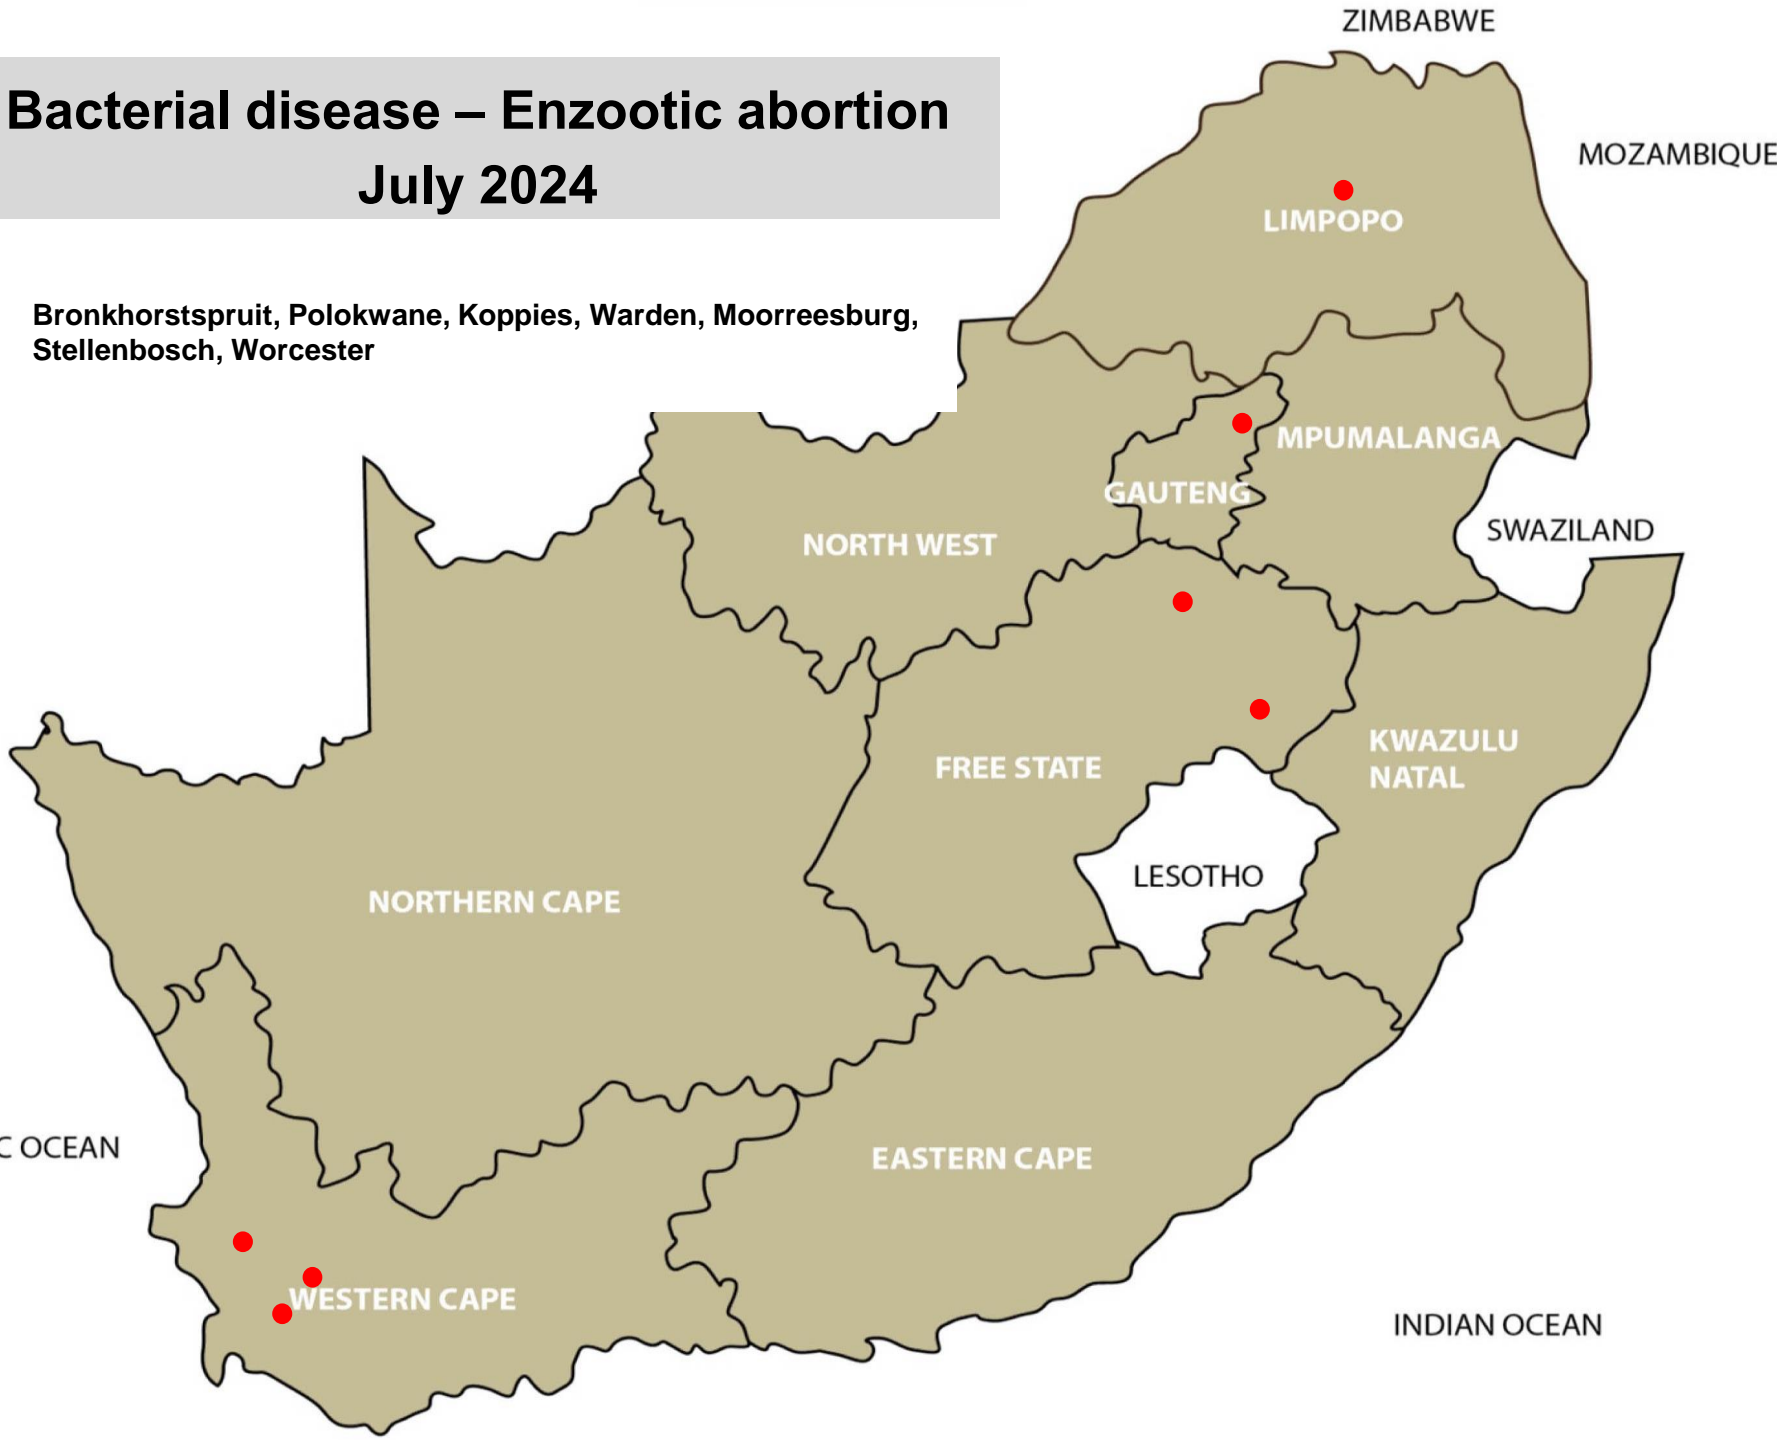 ZIMBABWE
Bacterial disease – Enzootic abortion
July 2024
MOZAMBIQUE
LIMPOPO
Bronkhorstspruit, Polokwane, Koppies, Warden, Moorreesburg,
Stellenbosch, Worcester
MPUMALANGA
GAUTENG
SWAZILAND
NORTH WEST
KWAZULU
NATAL
FREE STATE
LESOTHO
NORTHERN CAPE
C OCEAN
EASTERN CAPE
WESTERN CAPE
INDIAN OCEAN